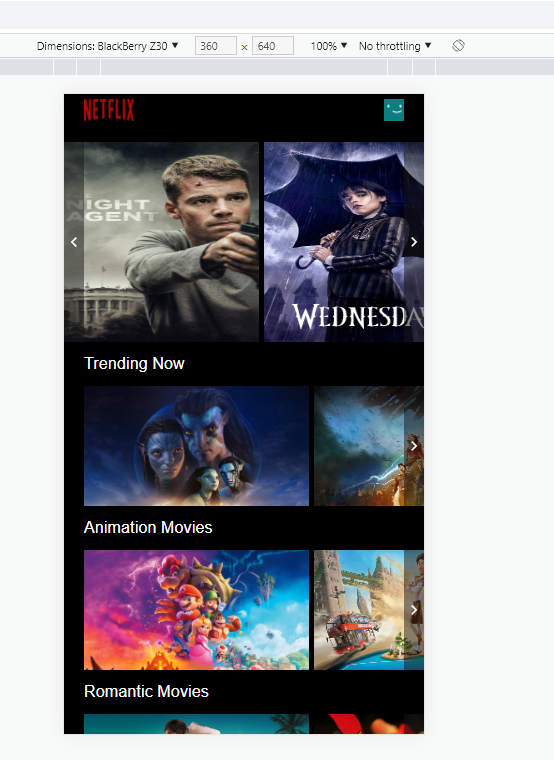 Dimensions: BlackBerry Z30 ▼ 360 × 640 100% ▼ No throttling ▼
NETFLIX
NIGHT
AGENT
WEDNESDA
Trending Now
Animation Movies
Romantic Movies